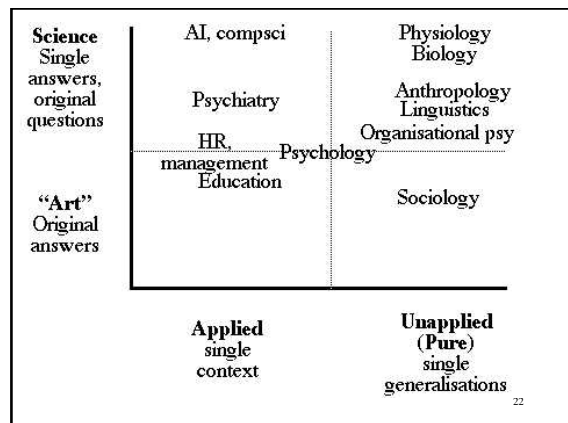 Science
Single
answers,
original
questions
AI, compsci
Physiology
Biology
Psychiatry
Anthropology
Linguistics
Organisational psy
HR,
management
Psychology
Education
"Art"
Original
answers
Sociology
Applied
single
context
Unapplied
(Pure)
single
generalisations
22